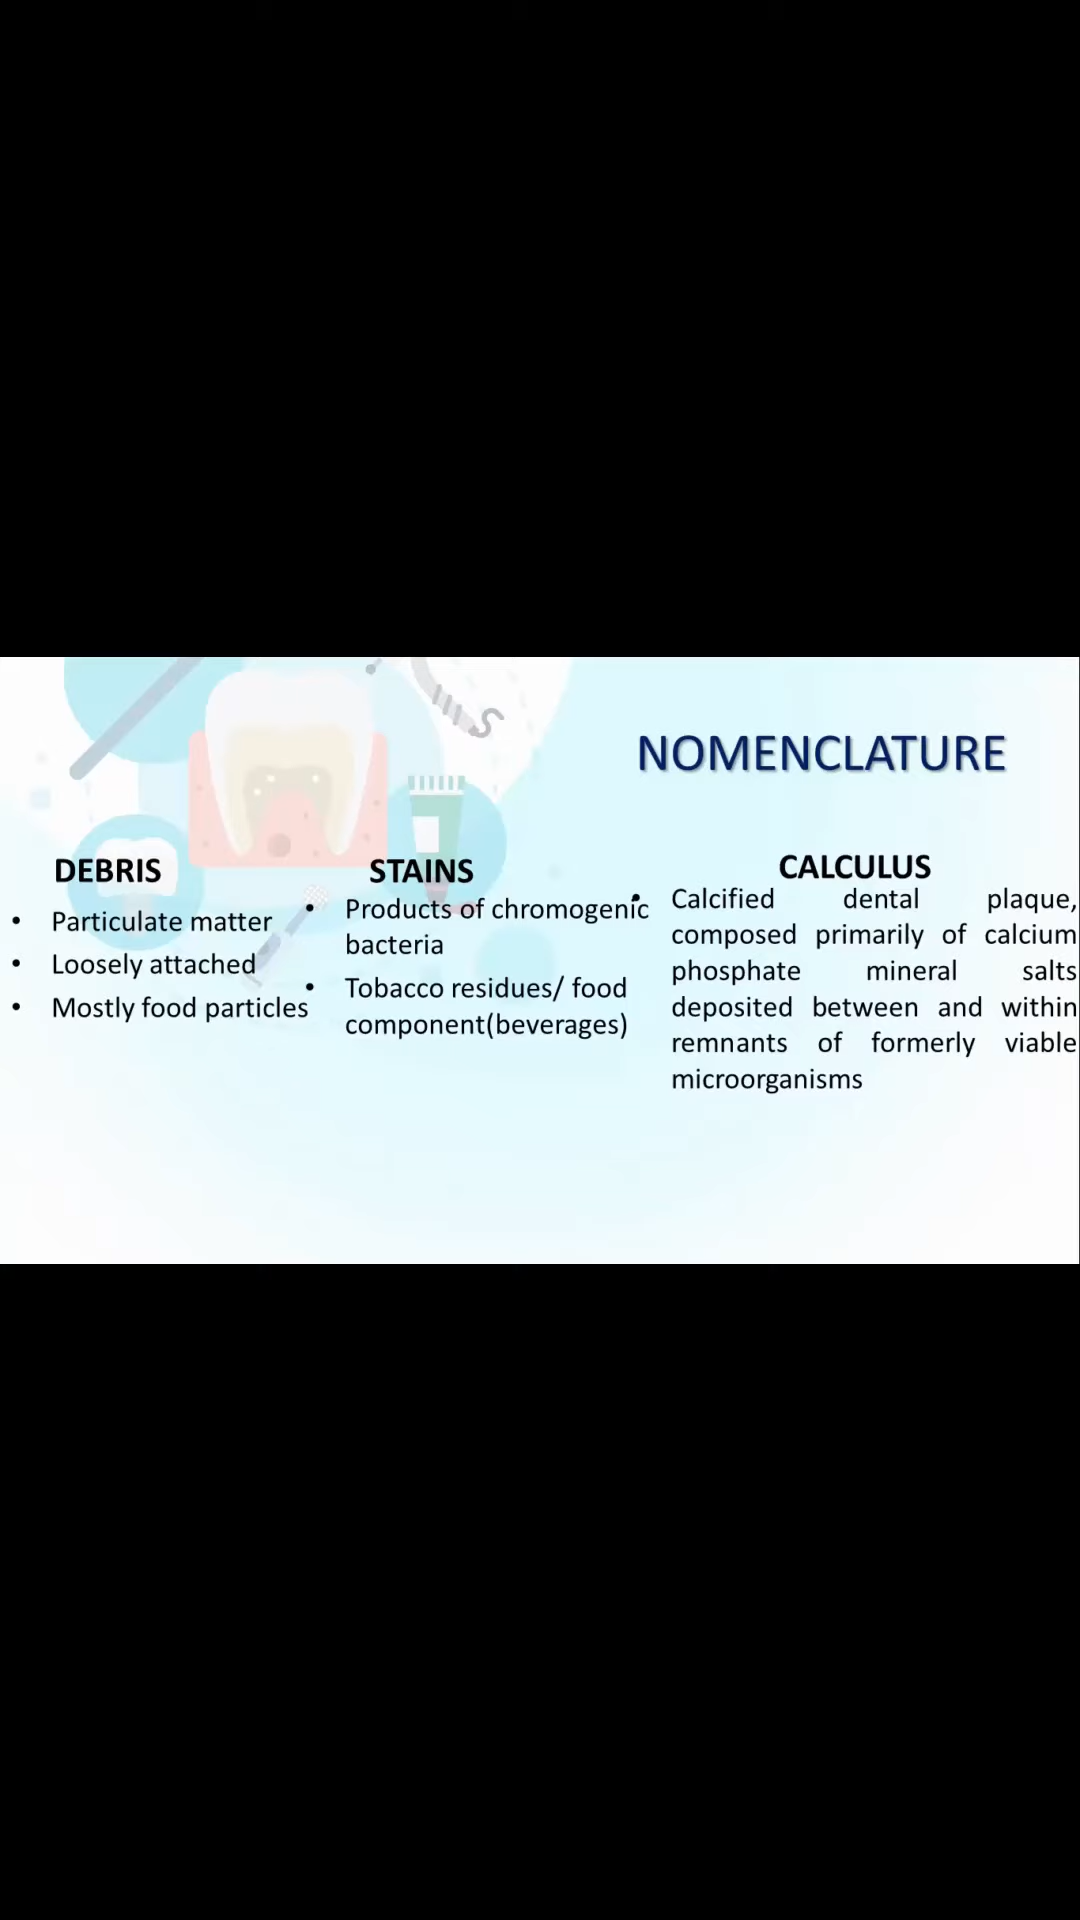 NOMENCLATURE
DEBRIS
• Particulate matter
• Loosely attached
• Mostly food particles
STAINS
• Products of chromogenic
bacteria
• Tobacco residues/ food
component(beverages)
CALCULUS
• Calcified dental plaque,
composed primarily of calcium
phosphate mineral salts
deposited between and within
remnants of formerly viable
microorganisms